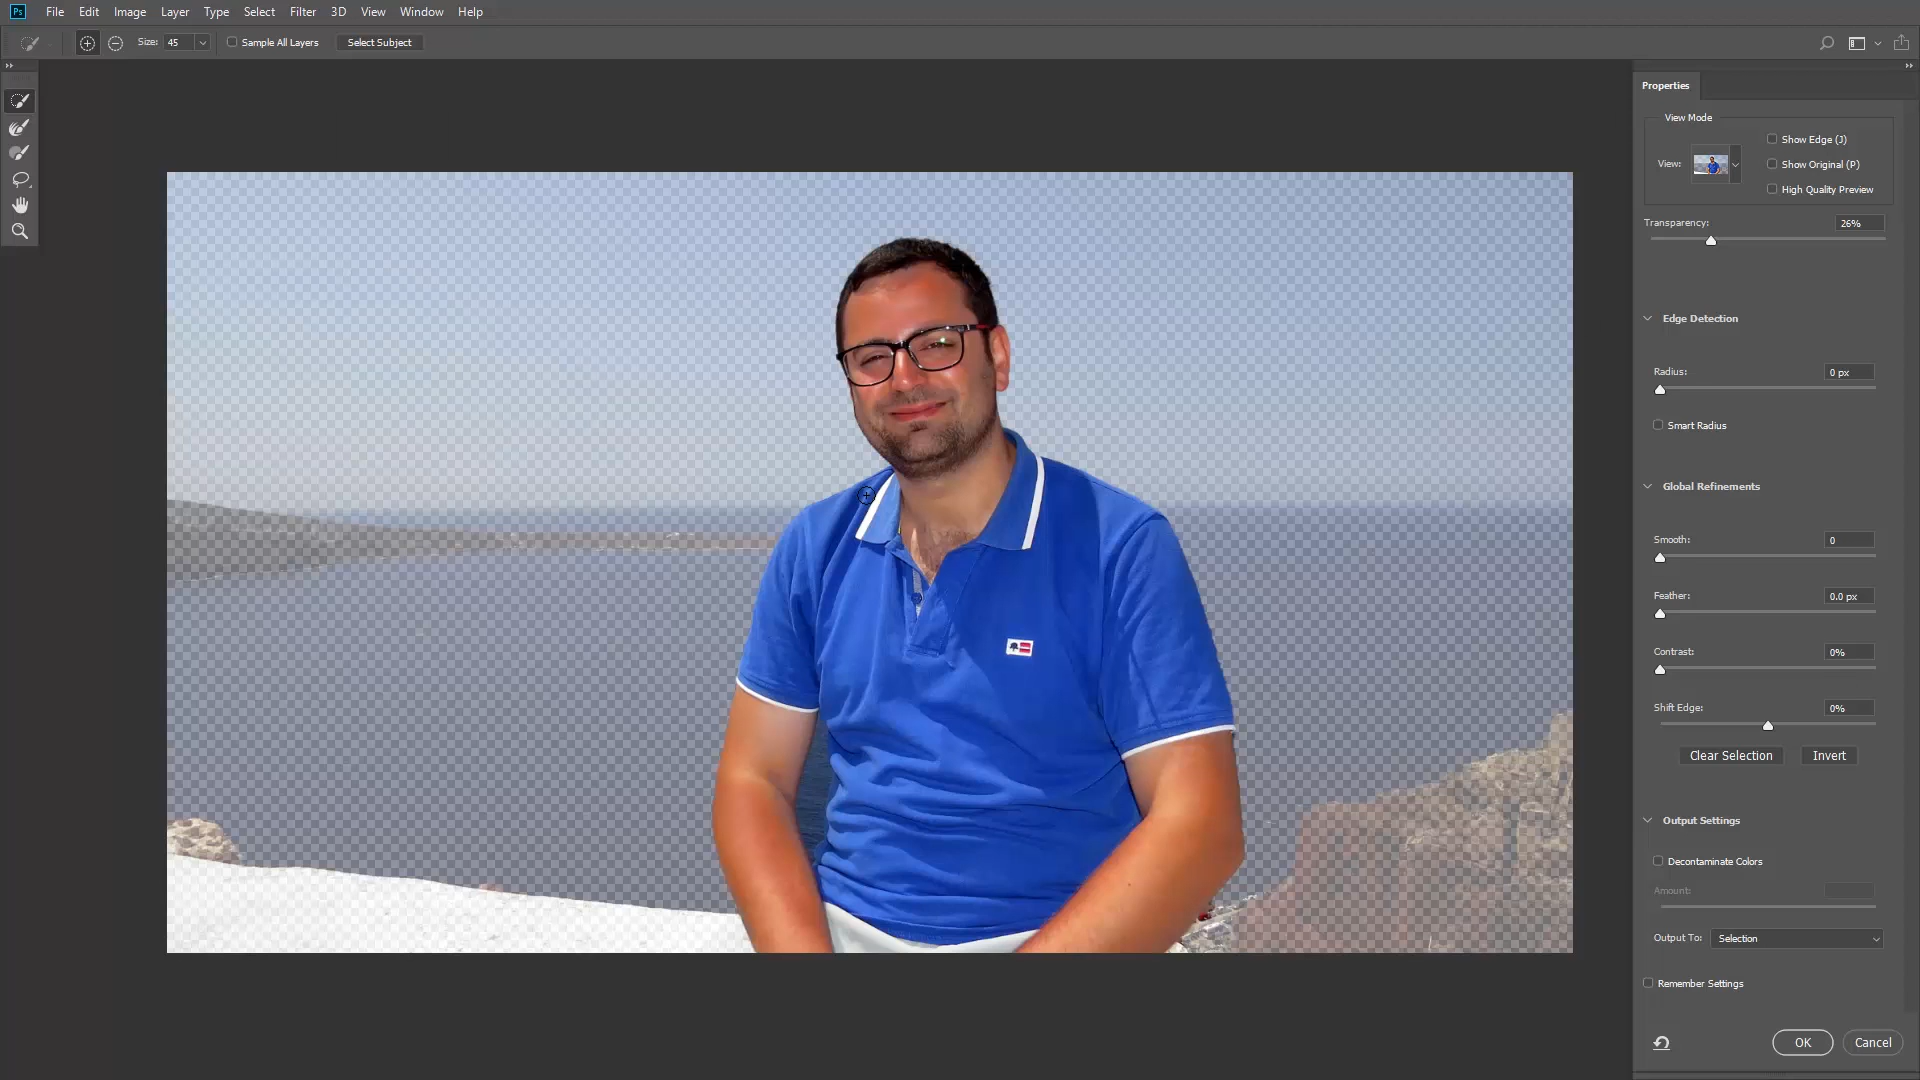 Ps File Edit Image Layer Type Select Filter 3D View Window Help
Size: 45 Sample All Layers Select Subject
Properties
View Mode
Show Edge (J)
View: Show Original (P)
High Quality Preview
Transparency: 26%
Edge Detection
Radius: 0 px
Smart Radius
Global Refinements
Smooth: 0
Feather: 0.0 px
Contrast: 0%
Shift Edge: 0%
Clear Selection Invert
Output Settings
Decontaminate Colors
Amount:
Output To: Selection
Remember Settings
OK Cancel